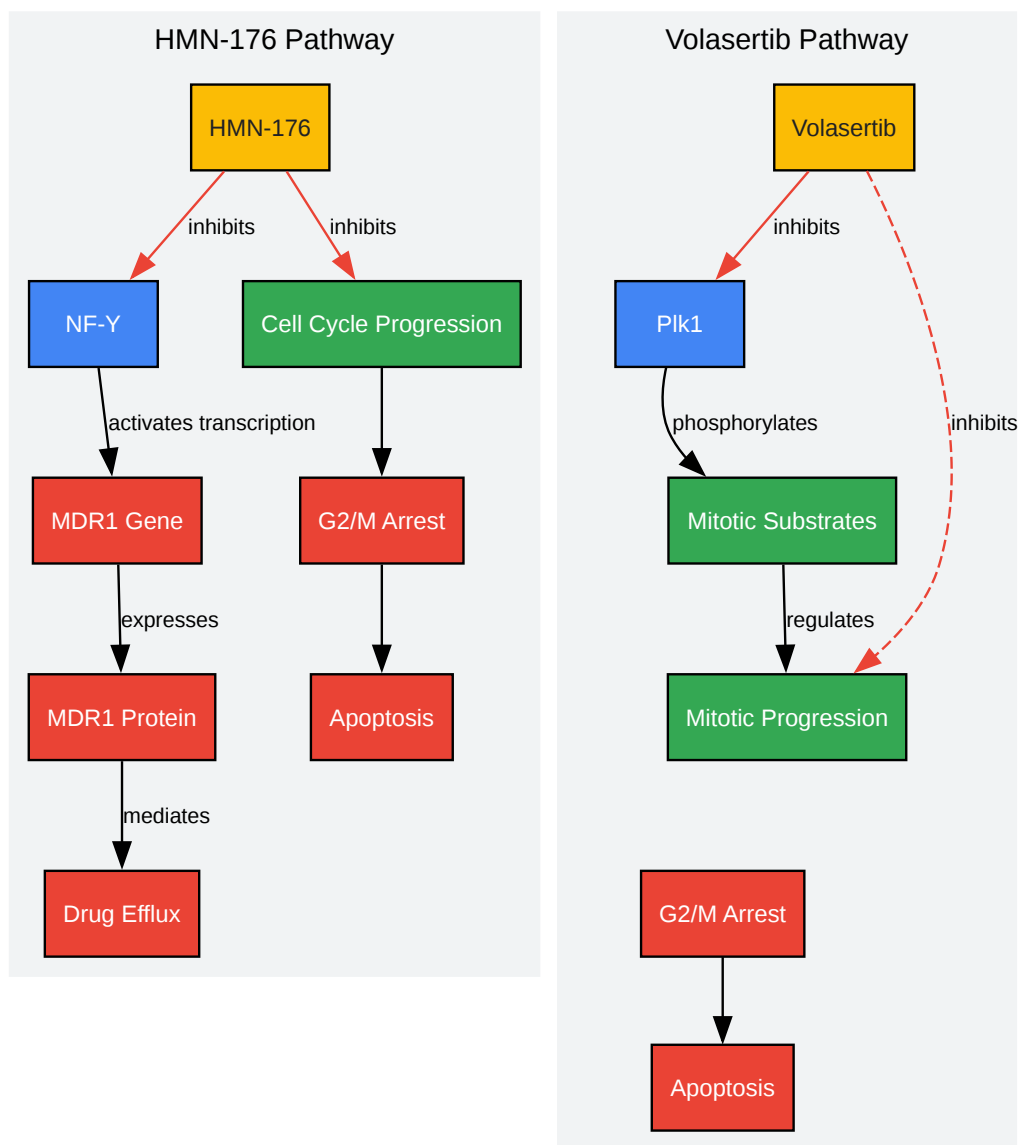 HMN-176 Pathway
HMN-176
inhibits
inhibits
NF-Y
Cell Cycle Progression
activates transcription
MDR1 Gene
G2/M Arrest
expresses
MDR1 Protein
Apoptosis
mediates
Drug Efflux
Volasertib Pathway
Volasertib
inhibits
Plk1
phosphorylates
inhibits
Mitotic Substrates
regulates
Mitotic Progression
G2/M Arrest
Apoptosis